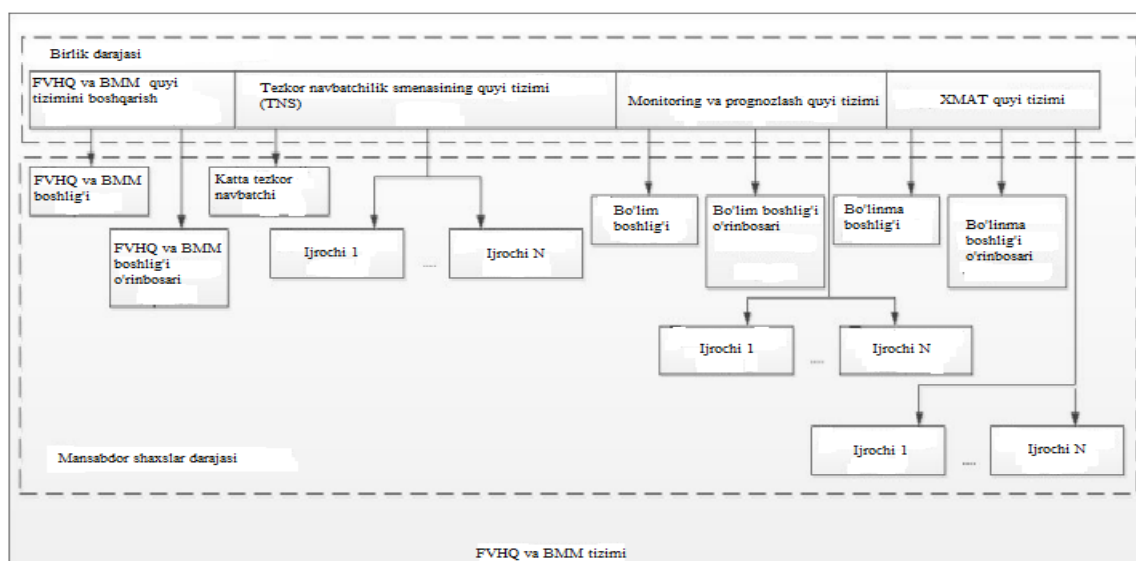 Birlik darajasi
FVHQ va BMM quyi
tizimini boshqarish
Tezkor navbatchilik smenasining quyi tizimi
(TNS)
Monitoring va prognozlash quyi tizimi
XMAT quyi tizimi
FVHQ va BMM
boshlig'i
Katta tezkor
navbatchi
FVHQ va BMM
boshlig'i
o'rinbosari
Ijrochi 1
....
Ijrochi N
Bo'lim
boshlig'i
Bo'lim boshlig'i
o'rinbosari
Bo'linma
boshlig'i
Bo'linma
boshlig'i
o'rinbosari
Ijrochi 1
....
Ijrochi N
Ijrochi 1
....
Ijrochi N
Mansabdor shaxslar darajasi
FVHQ va BMM tizimi